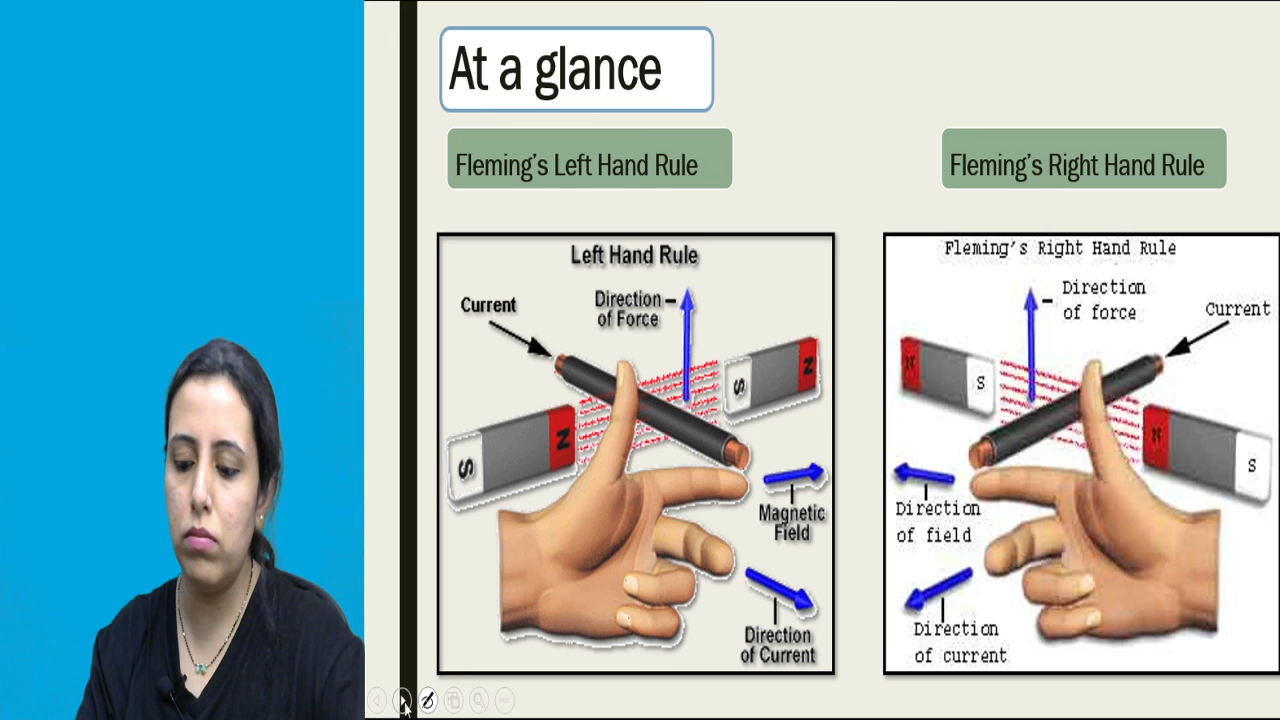 At a glance
Fleming's Left Hand Rule
Fleming's Right Hand Rule
Left Hand Rule
Current
Direction
of Force
N
S
N
S
Magnetic
Field
Direction
of Current
Fleming's Right Hand Rule
Direction
of force
Current
N
S
N
S
Direction
of field
Direction
of current